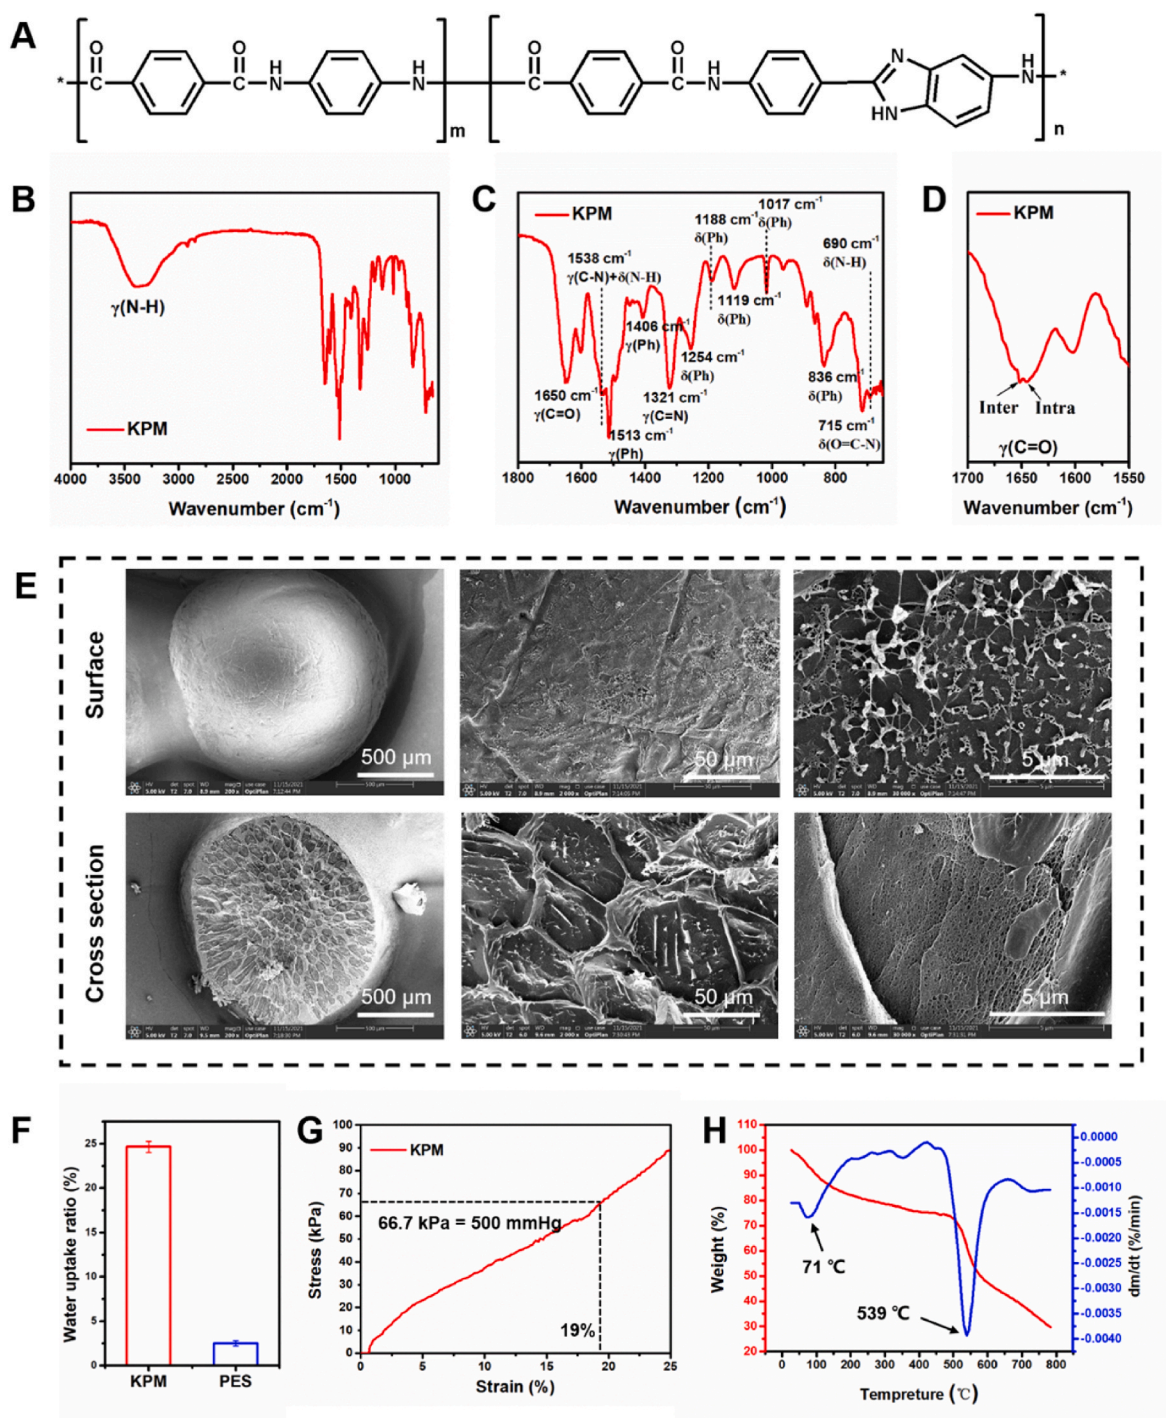 A
* C O C O N H N H m C O C O N H N HN N H * n
B
γ(N-H)
KPM
4000 3500 3000 2500 2000 1500 1000
Wavenumber (cm-1)
C
KPM
1188 cm-1
δ(Ph)
1017 cm-1
δ(Ph)
690 cm-1
δ(N-H)
1538 cm-1
γ(C-N)+δ(N-H)
1119 cm-1
δ(Ph)
1406 cm-1
γ(Ph)
1254 cm-1
δ(Ph)
836 cm-1
δ(Ph)
1650 cm-1
γ(C=O)
1321 cm-1
γ(C=N)
715 cm-1
δ(O=C-N)
1513 cm-1
γ(Ph)
1800 1600 1400 1200 1000 800
Wavenumber (cm-1)
D
KPM
Inter Intra
γ(C=O)
1700 1650 1600 1550
Wavenumber (cm-1)
E
Surface
500 μm
50 μm
5 μm
Cross section
500 μm
50 μm
5 μm
F
Water uptake ratio (%)
25
20
15
10
5
0
KPM PES
G
KPM
Stress (kPa)
100
90
80
70
60
50
40
30
20
10
0
66.7 kPa = 500 mmHg
19%
0 5 10 15 20 25
Strain (%)
H
Weight (%)
110
100
90
80
70
60
50
40
30
20
71 ℃
539 ℃
0.0000
-0.0005
-0.0010
-0.0015
-0.0020
-0.0025
-0.0030
-0.0035
-0.0040
dm/dt (%/min)
0 100 200 300 400 500 600 700 800
Tempreture (℃)